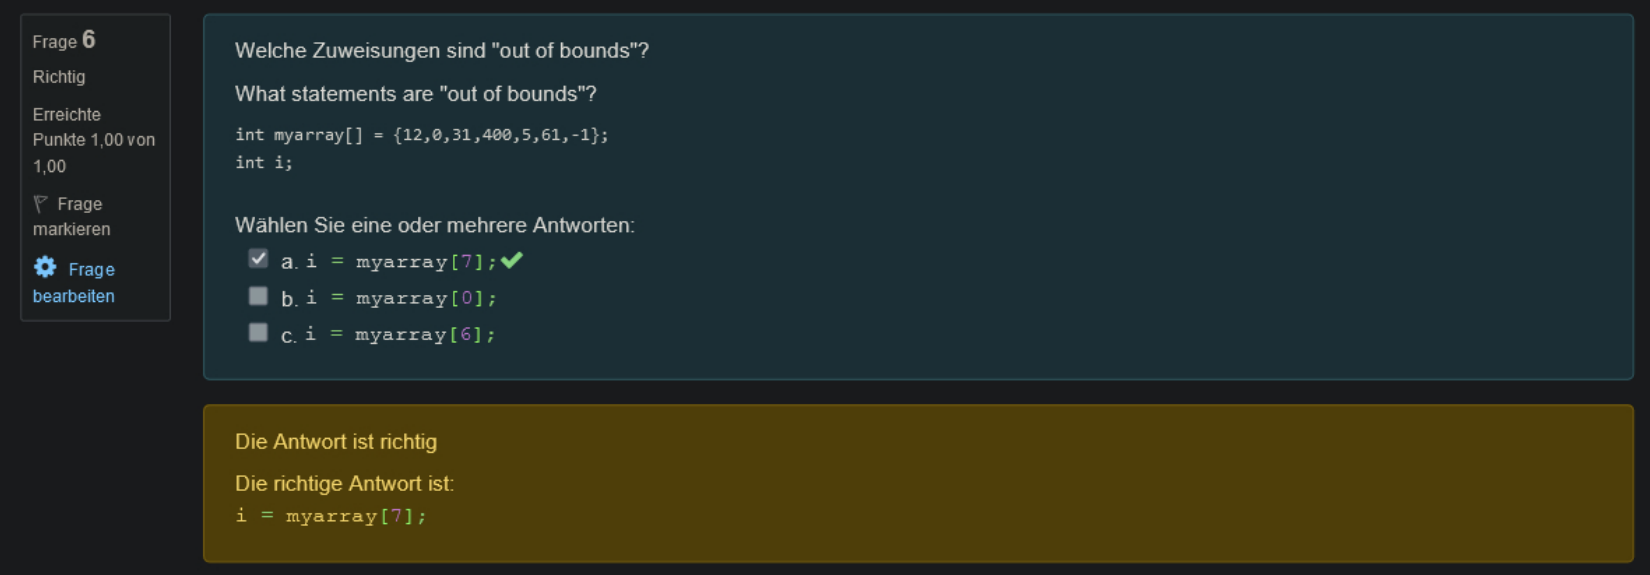 Frage 6
Richtig
Erreichte
Punkte 1,00 von
1,00
Frage
markieren
Frage
bearbeiten
Welche Zuweisungen sind "out of bounds"?
What statements are "out of bounds"?
int myarray[] = {12,0,31,400,5,61,-1};
int i;
Wählen Sie eine oder mehrere Antworten:
a. i = myarray[7];
b. i = myarray[0];
c. i = myarray[6];
Die Antwort ist richtig
Die richtige Antwort ist:
i = myarray[7];